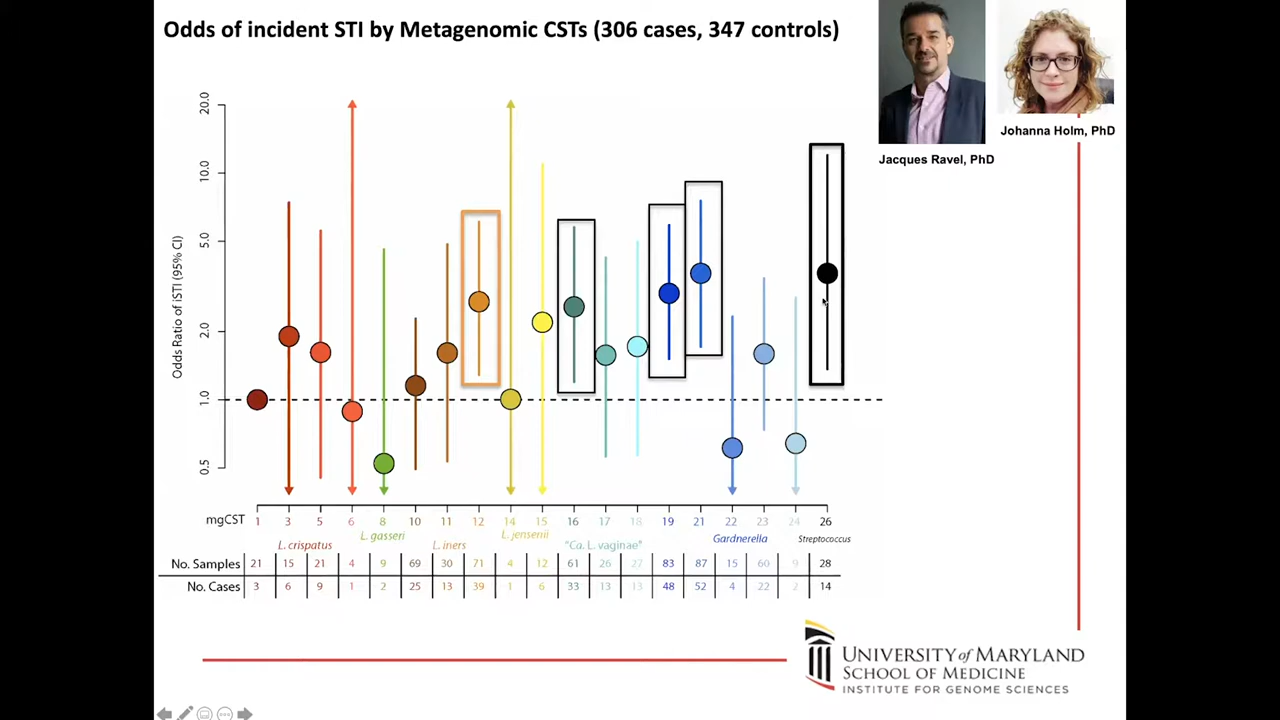 Odds of incident STI by Metagenomic CSTs (306 cases, 347 controls)
Johanna Holm, PhD
Jacques Ravel, PhD
Odds Ratio of iSTI (95% CI)
20.0
10.0
5.0
2.0
1.0
0.5
mgCST 1 3 5 6 8 10 11 12 14 15 16 17 18 19 21 22 23 24 26
L. crispatus L. gasseri L. iners L. jensenii "Ca. L. vaginae" Gardnerella Streptococcus
No. Samples 21 15 21 4 9 69 30 71 4 12 61 26 27 83 87 15 60 9 28
No. Cases 3 6 9 1 2 25 13 39 1 6 33 13 13 48 52 4 22 2 14
UNIVERSITY of MARYLAND
SCHOOL OF MEDICINE
INSTITUTE FOR GENOME SCIENCES